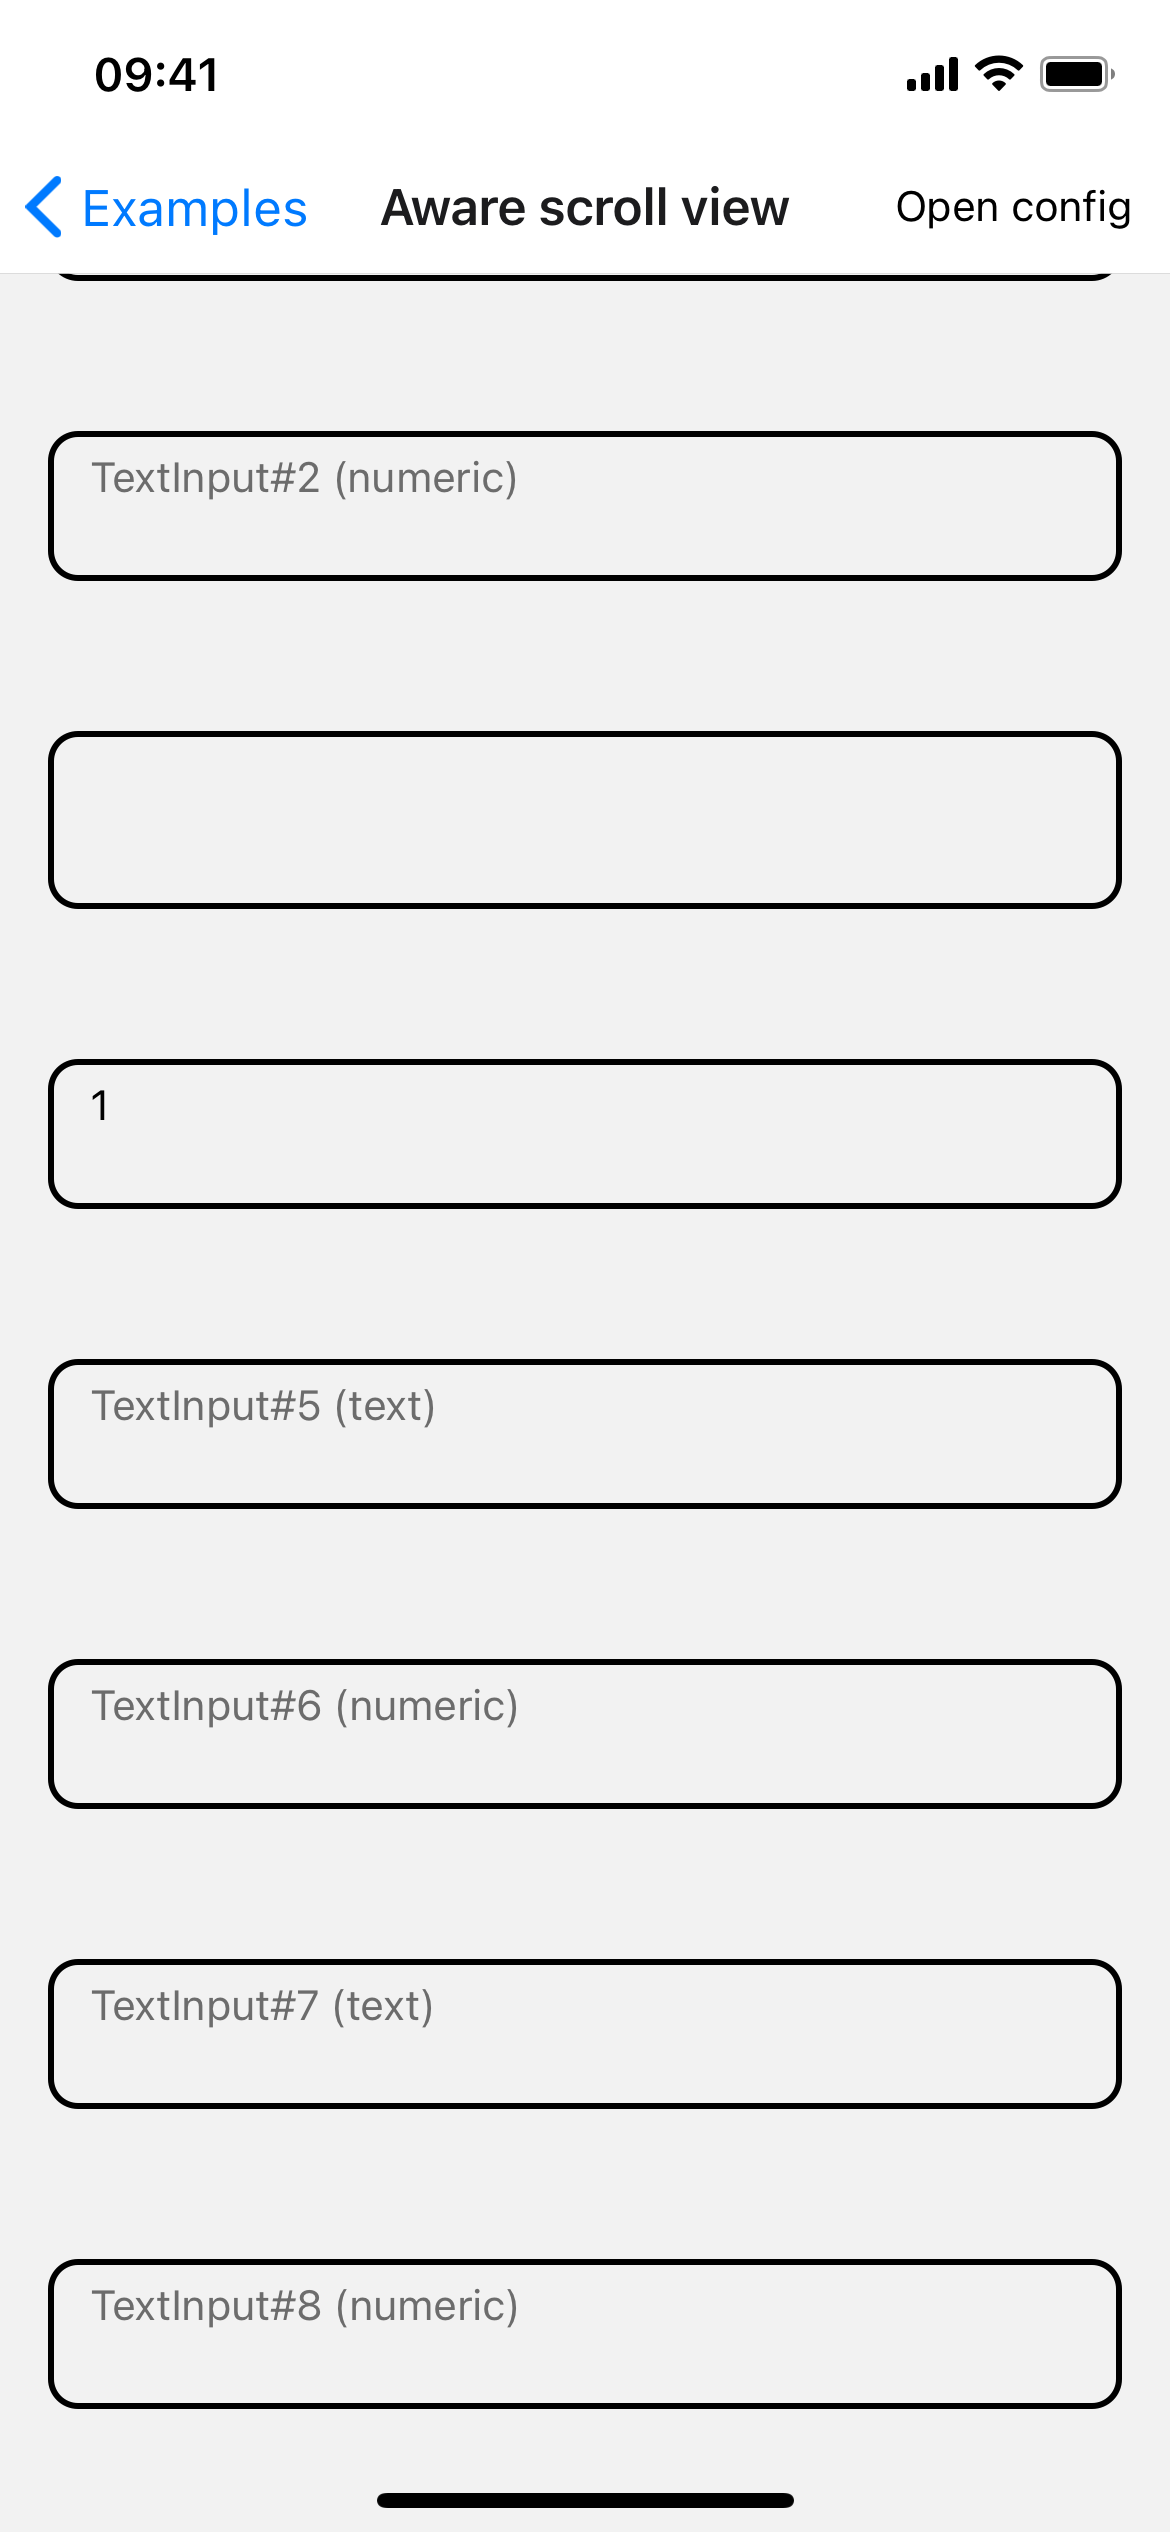 09:41
Examples
Aware scroll view
Open config
TextInput#2 (numeric)
1
TextInput#5 (text)
TextInput#6 (numeric)
TextInput#7 (text)
TextInput#8 (numeric)